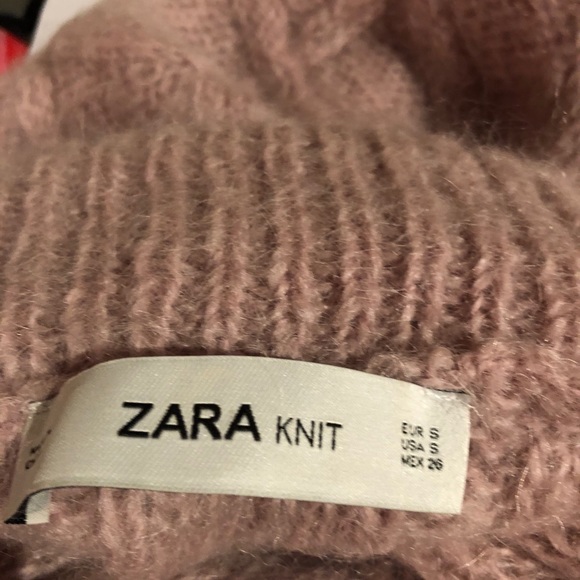 ZARA KNIT
EUR S
USA S
MEX 26